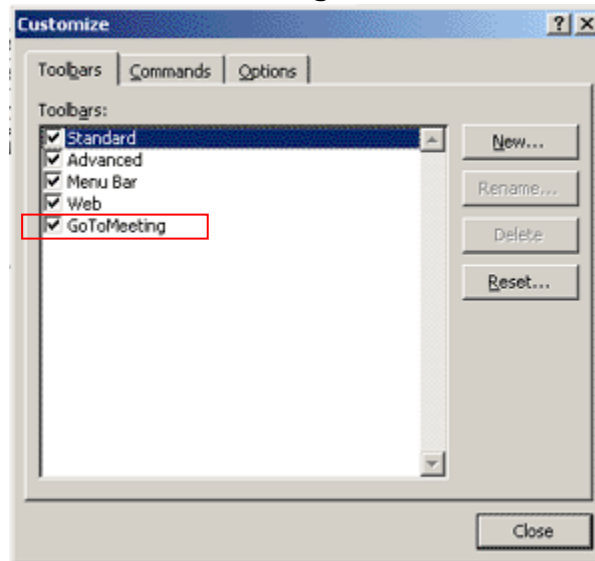 Customize
Toolbars Commands Options
Toolbars:
Standard
Advanced
Menu Bar
Web
GoToMeeting
New...
Rename...
Delete
Reset...
Close